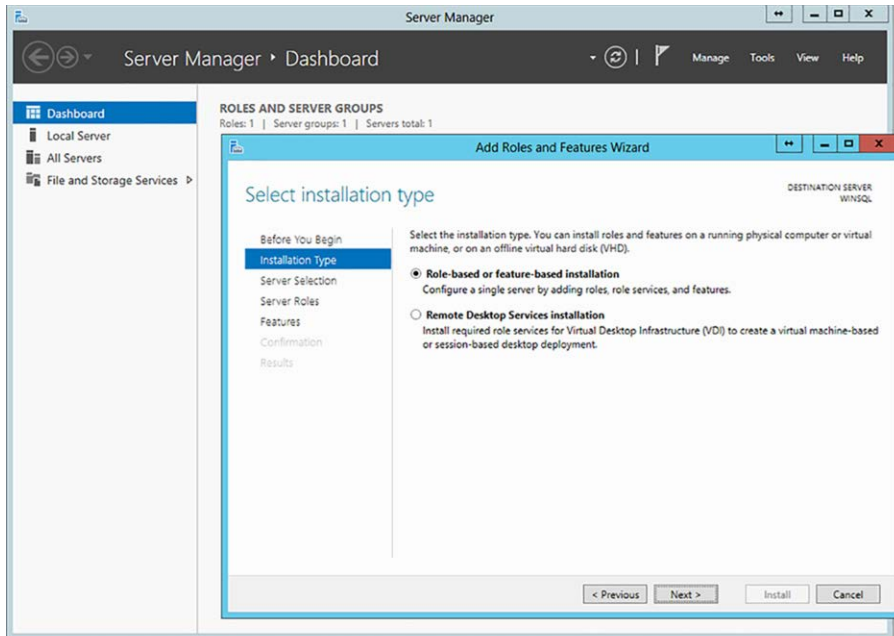 Server Manager
Server Manager ‣ Dashboard
Manage Tools View Help
Dashboard
Local Server
All Servers
File and Storage Services
ROLES AND SERVER GROUPS
Roles: 1 | Server groups: 1 | Servers total: 1
Add Roles and Features Wizard
Select installation type
DESTINATION SERVER
WINSQL
Before You Begin
Installation Type
Server Selection
Server Roles
Features
Confirmation
Results
Select the installation type. You can install roles and features on a running physical computer or virtual
machine, or on an offline virtual hard disk (VHD).
Role-based or feature-based installation
Configure a single server by adding roles, role services, and features.
Remote Desktop Services installation
Install required role services for Virtual Desktop Infrastructure (VDI) to create a virtual machine-based
or session-based desktop deployment.
< Previous Next > Install Cancel